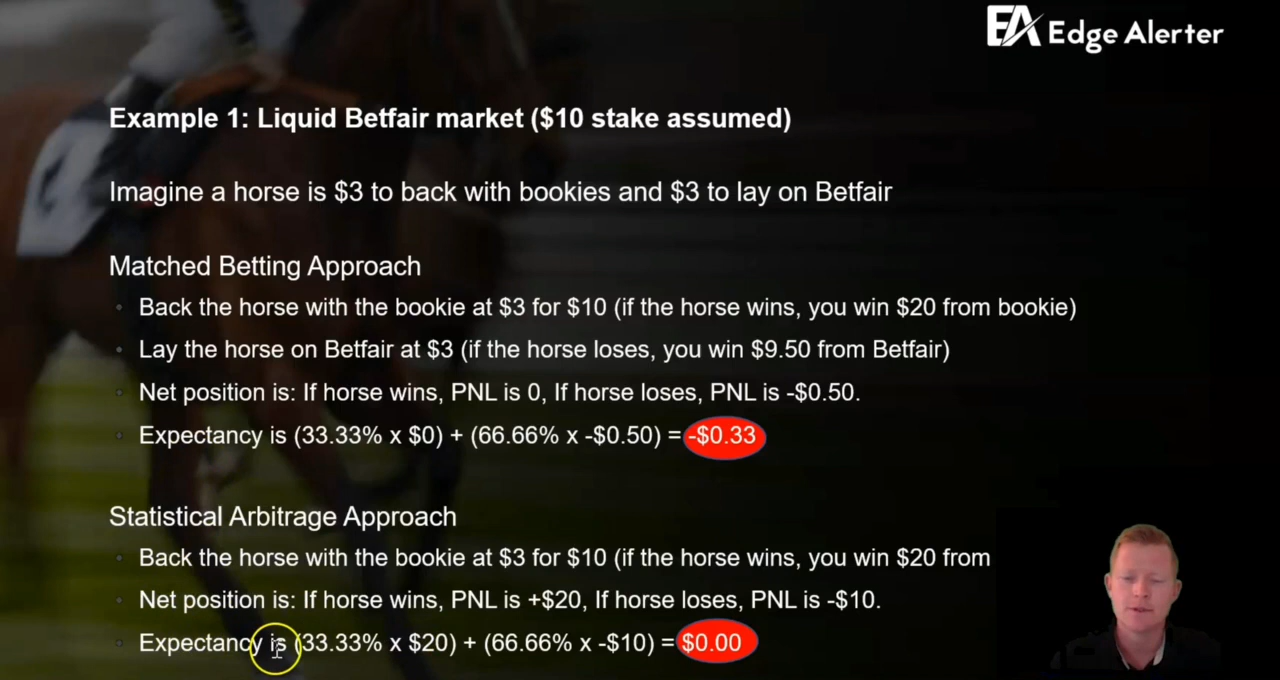 EA Edge Alerter
Example 1: Liquid Betfair market ($10 stake assumed)
Imagine a horse is $3 to back with bookies and $3 to lay on Betfair
Matched Betting Approach
• Back the horse with the bookie at $3 for $10 (if the horse wins, you win $20 from bookie)
• Lay the horse on Betfair at $3 (if the horse loses, you win $9.50 from Betfair)
• Net position is: If horse wins, PNL is 0, If horse loses, PNL is -$0.50.
• Expectancy is (33.33% x $0) + (66.66% x -$0.50) = -$0.33
Statistical Arbitrage Approach
• Back the horse with the bookie at $3 for $10 (if the horse wins, you win $20 from
• Net position is: If horse wins, PNL is +$20, If horse loses, PNL is -$10.
• Expectancy is (33.33% x $20) + (66.66% x -$10) = $0.00